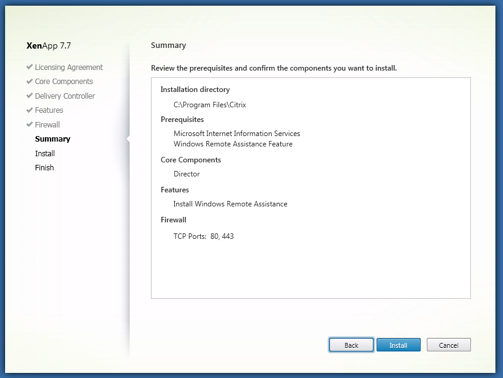 XenApp 7.7
Licensing Agreement
Core Components
Delivery Controller
Features
Firewall
Summary
Install
Finish
Summary
Review the prerequisites and confirm the components you want to install.
Installation directory
C:\Program Files\Citrix
Prerequisites
Microsoft Internet Information Services
Windows Remote Assistance Feature
Core Components
Director
Features
Install Windows Remote Assistance
Firewall
TCP Ports: 80, 443
Back
Install
Cancel